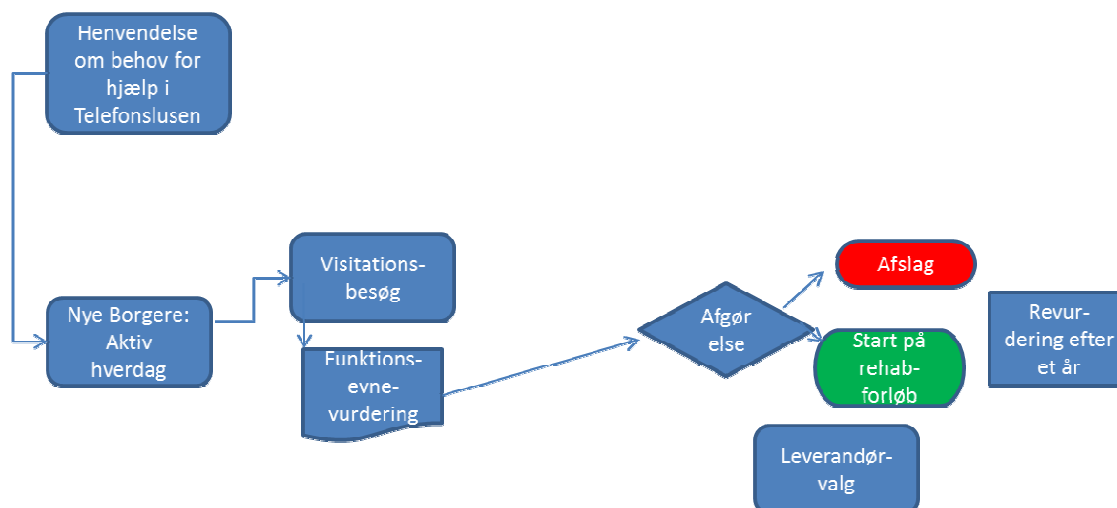 Henvendelse
om behov for
hjælp i
Telefonslusen
Nye Borgere:
Aktiv
hverdag
Visitations-
besøg
Funktions-
evne-
vurdering
Afgør
else
Afslag
Start på
rehab-
forløb
Revur-
dering efter
et år
Leverandør-
valg